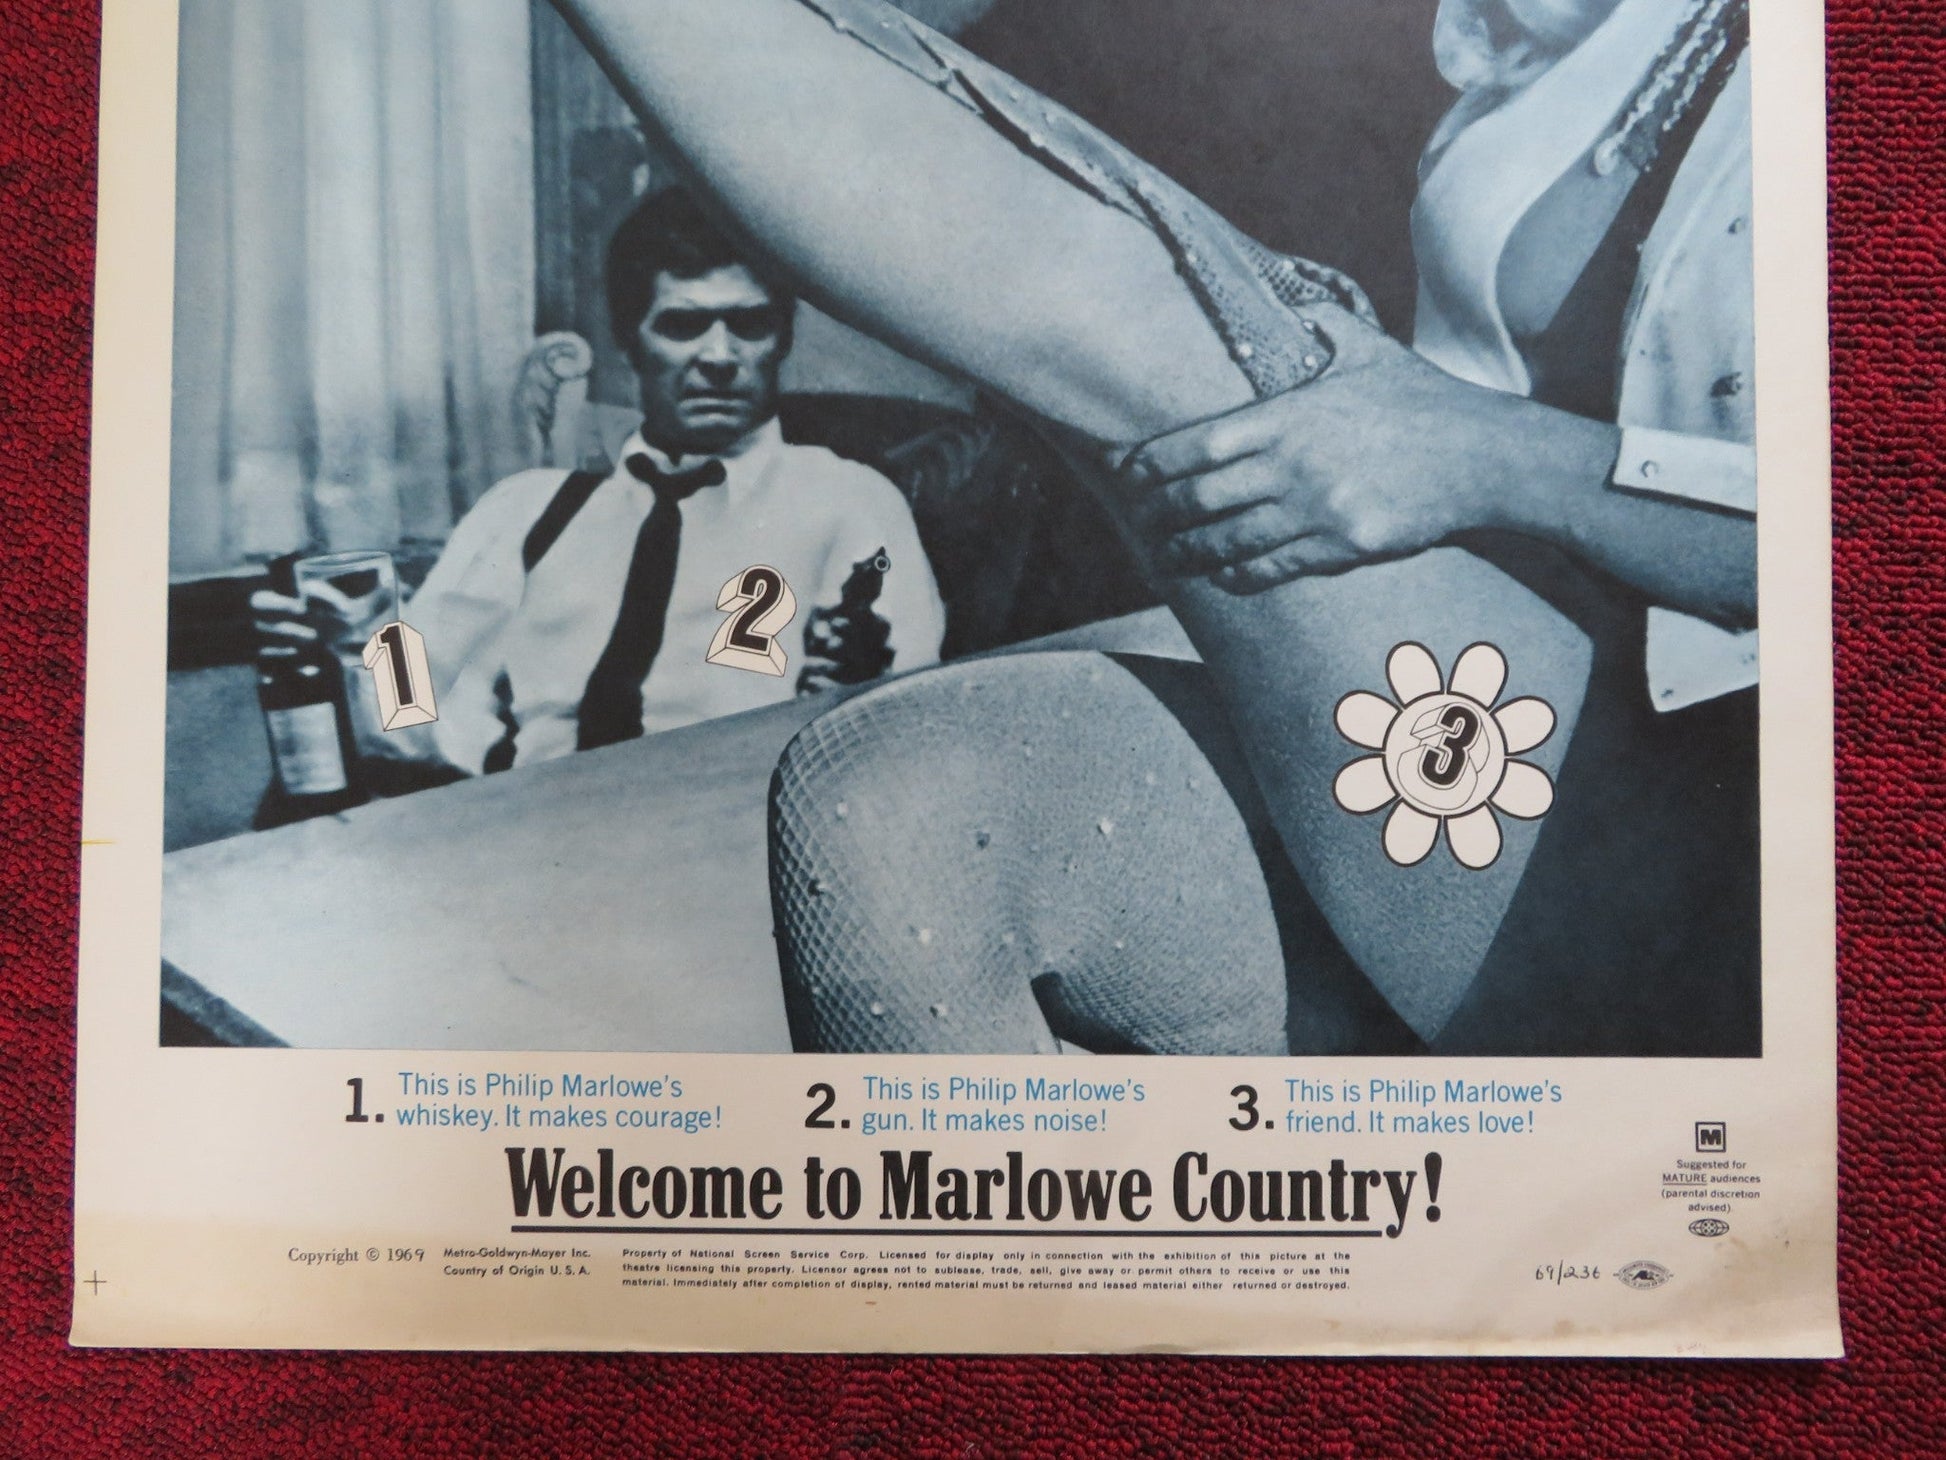 1
2
3
1. This is Philip Marlowe's
whiskey. It makes courage!
2. This is Philip Marlowe's
gun. It makes noise!
3. This is Philip Marlowe's
friend. It makes love!
Welcome to Marlowe Country!
M
Suggested for
MATURE audiences
(parental discretion
advised).
Copyright © 1969
Metro-Goldwyn-Mayer Inc.
Country of Origin U. S. A.
Property of National Screen Service Corp. Licensed for display only in connection with the exhibition of this picture at the
theatre licensing this property. Licensor agrees not to sublease, trade, sell, give away or permit others to receive or use this
material. Immediately after completion of display, rented material must be returned and leased material either returned or destroyed.
69/236